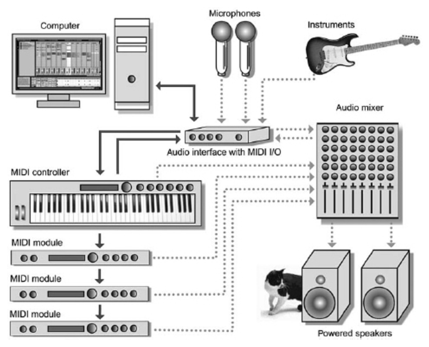 Computer
Microphones
Instruments
Audio mixer
Audio interface with MIDI I/O
MIDI controller
MIDI module
MIDI module
MIDI module
Powered speakers